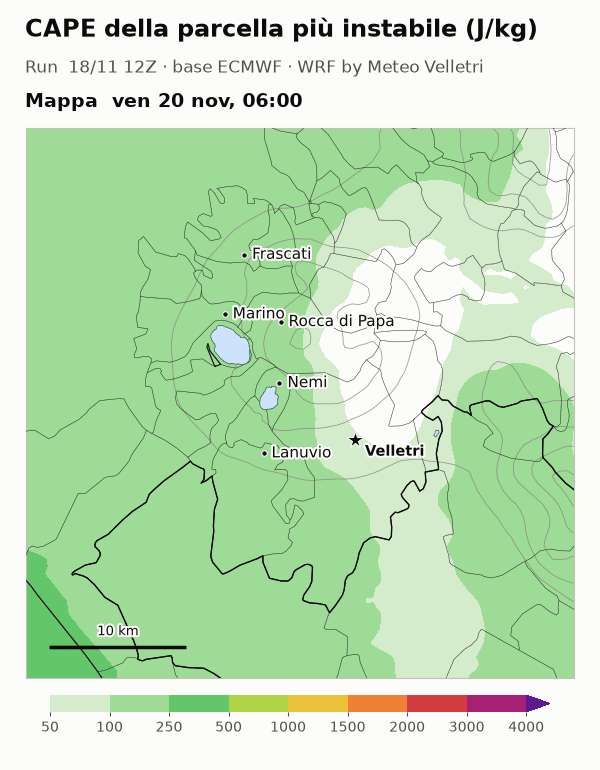 CAPE della parcella più instabile (J/kg)
Run  18/11 12Z · base ECMWF · WRF by Meteo Velletri
Mappa  ven 20 nov, 06:00
Frascati
Marino
Rocca di Papa
Nemi
Velletri
Lanuvio
10 km
50 100 250 500 1000 1500 2000 3000 4000